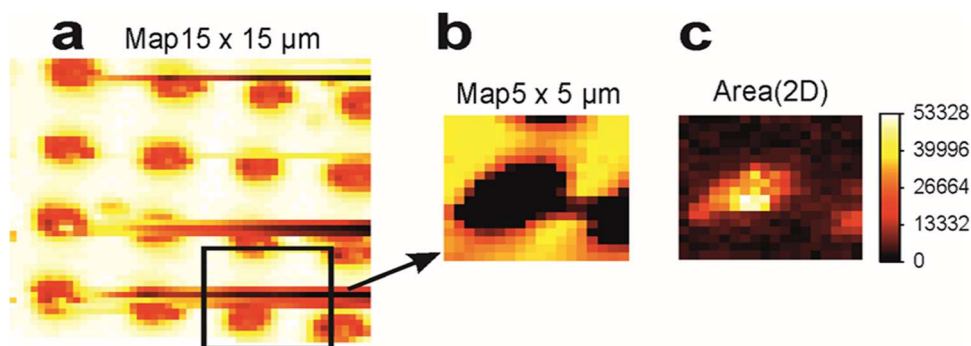 a
Map15 x 15 µm
b
Map5 x 5 µm
c
Area(2D)
53328
39996
26664
13332
0